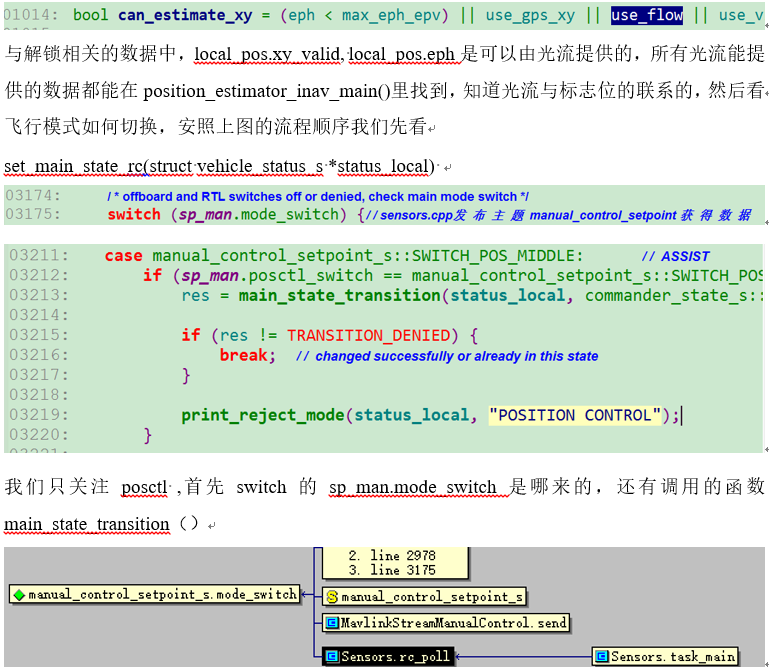 01014: bool can_estimate_xy = (eph < max_eph_epv) || use_gps_xy || use_flow || use_v
与解锁相关的数据中，local_pos.xy_valid, local_pos.eph 是可以由光流提供的，所有光流能提
供的数据都能在 position_estimator_inav_main()里找到，知道光流与标志位的联系的，然后看
飞行模式如何切换，安照上图的流程顺序我们先看
set_main_state_rc(struct vehicle_status_s *status_local)
03174: /* offboard and RTL switches off or denied, check main mode switch */
03175: switch (sp_man.mode_switch) {// sensors.cpp发布主题 manual_control_setpoint 获得数据
03211: case manual_control_setpoint_s::SWITCH_POS_MIDDLE: // ASSIST
03212: if (sp_man.posctl_switch == manual_control_setpoint_s::SWITCH_POS
03213: res = main_state_transition(status_local, commander_state_s::
03214:
03215: if (res != TRANSITION_DENIED) {
03216: break; // changed successfully or already in this state
03217: }
03218:
03219: print_reject_mode(status_local, "POSITION CONTROL");
03220: }
我们只关注 posctl ,首先 switch 的 sp_man.mode_switch 是哪来的，还有调用的函数
main_state_transition（）
2. line 2978
3. line 3175
manual_control_setpoint_s.mode_switch
manual_control_setpoint_s
MavlinkStreamManualControl.send
Sensors.rc_poll
Sensors.task_main